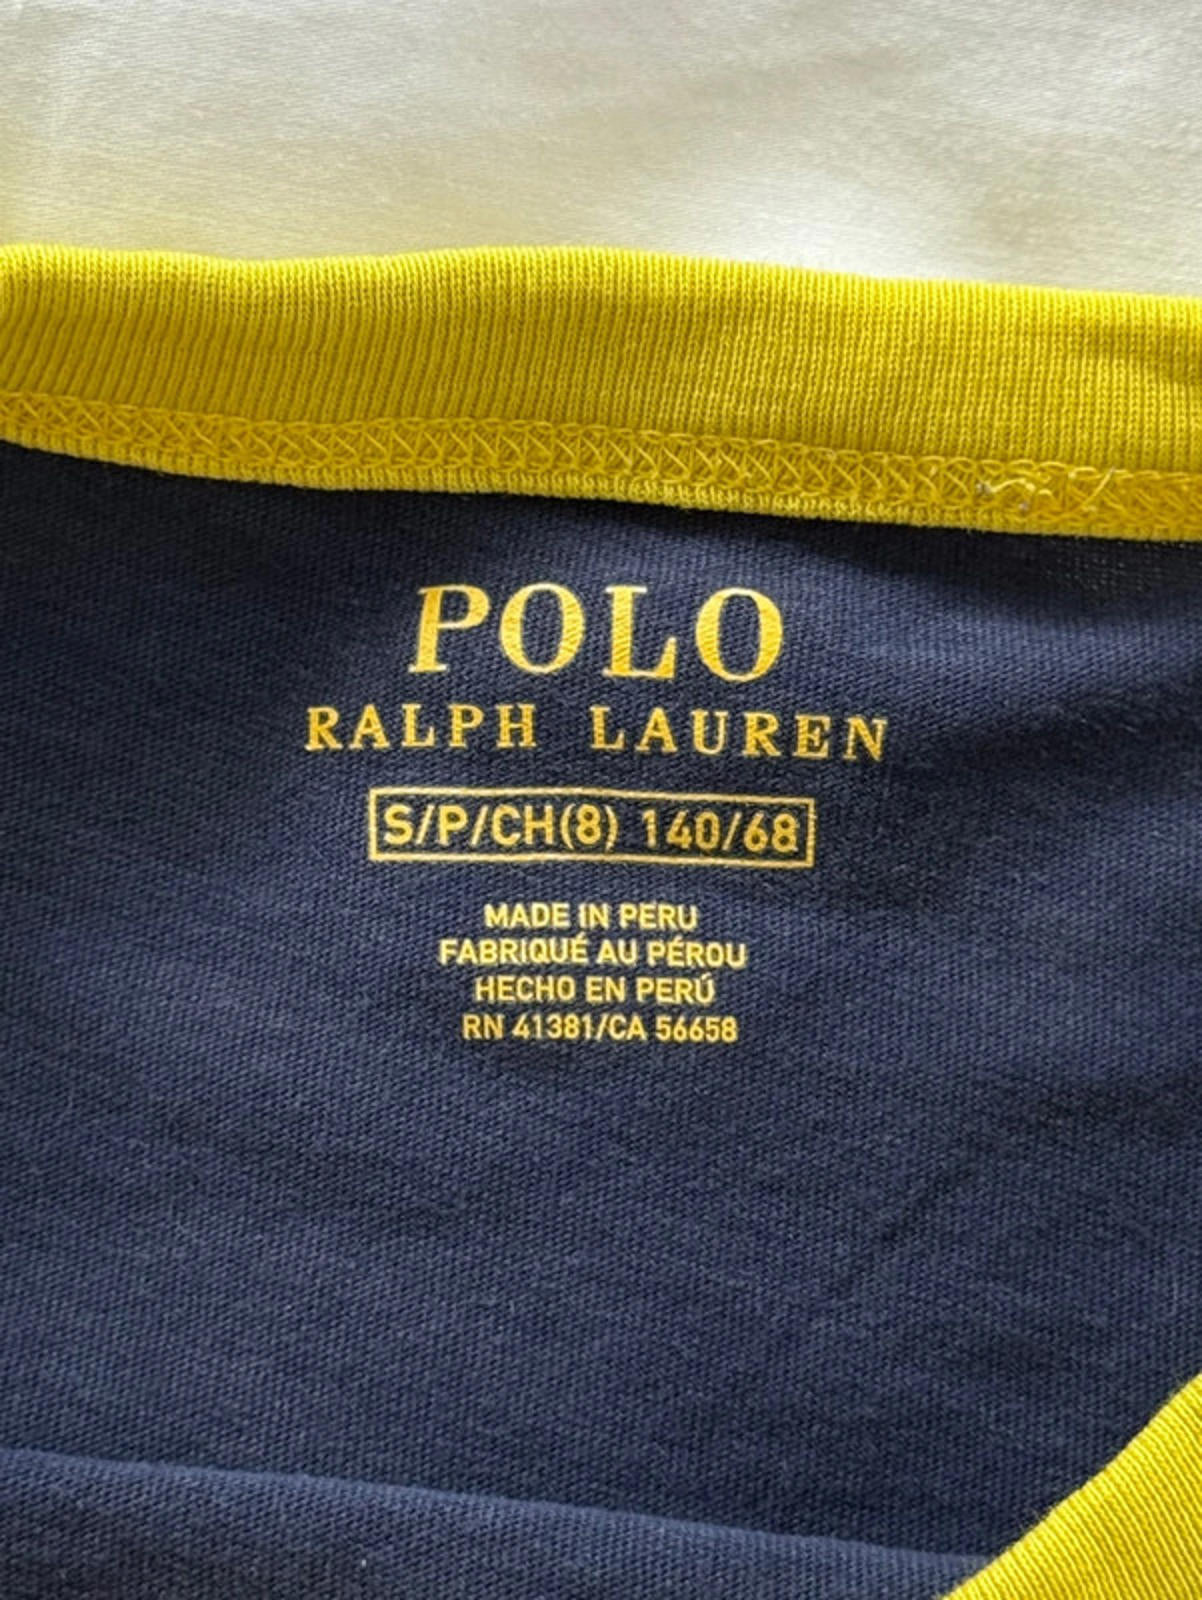 POLO
RALPH LAUREN
S/P/CH(8) 140/68
MADE IN PERU
FABRIQUÉ AU PÉROU
HECHO EN PERÚ
RN 41381/CA 56658